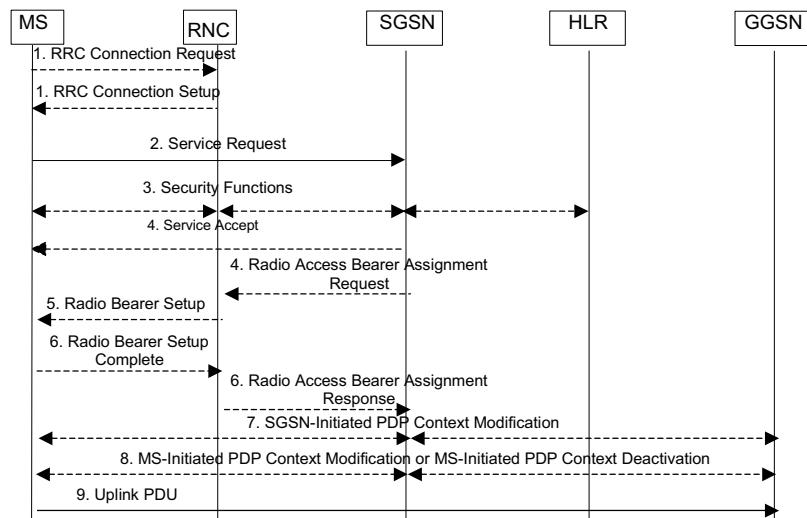 MS
RNC
SGSN
HLR
GGSN
1. RRC Connection Request
1. RRC Connection Setup
2. Service Request
3. Security Functions
4. Service Accept
4. Radio Access Bearer Assignment
Request
5. Radio Bearer Setup
6. Radio Bearer Setup
Complete
6. Radio Access Bearer Assignment
Response
7. SGSN-Initiated PDP Context Modification
8. MS-Initiated PDP Context Modification or MS-Initiated PDP Context Deactivation
9. Uplink PDU